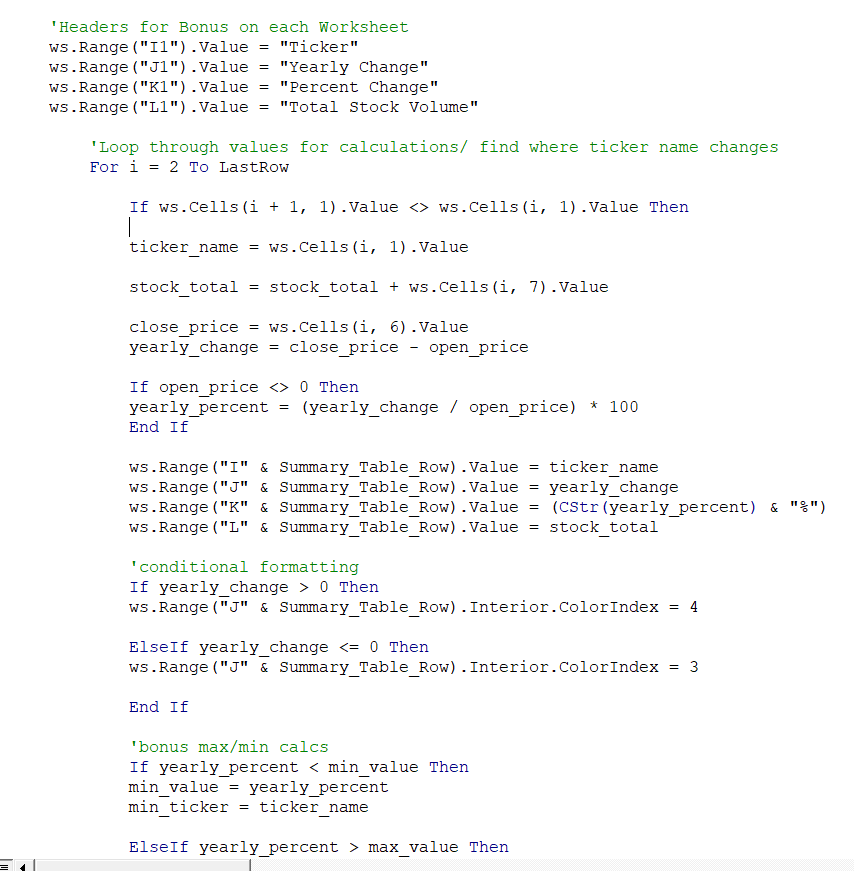 'Headers for Bonus on each Worksheet
ws.Range("I1").Value = "Ticker"
ws.Range("J1").Value = "Yearly Change"
ws.Range("K1").Value = "Percent Change"
ws.Range("L1").Value = "Total Stock Volume"
'Loop through values for calculations/ find where ticker name changes
For i = 2 To LastRow
If ws.Cells(i + 1, 1).Value <> ws.Cells(i, 1).Value Then
ticker_name = ws.Cells(i, 1).Value
stock_total = stock_total + ws.Cells(i, 7).Value
close_price = ws.Cells(i, 6).Value
yearly_change = close_price - open_price
If open_price <> 0 Then
yearly_percent = (yearly_change / open_price) * 100
End If
ws.Range("I" & Summary_Table_Row).Value = ticker_name
ws.Range("J" & Summary_Table_Row).Value = yearly_change
ws.Range("K" & Summary_Table_Row).Value = (CStr(yearly_percent) & "%")
ws.Range("L" & Summary_Table_Row).Value = stock_total
'conditional formatting
If yearly_change > 0 Then
ws.Range("J" & Summary_Table_Row).Interior.ColorIndex = 4
ElseIf yearly_change <= 0 Then
ws.Range("J" & Summary_Table_Row).Interior.ColorIndex = 3
End If
'bonus max/min calcs
If yearly_percent < min_value Then
min_value = yearly_percent
min_ticker = ticker_name
ElseIf yearly_percent > max_value Then